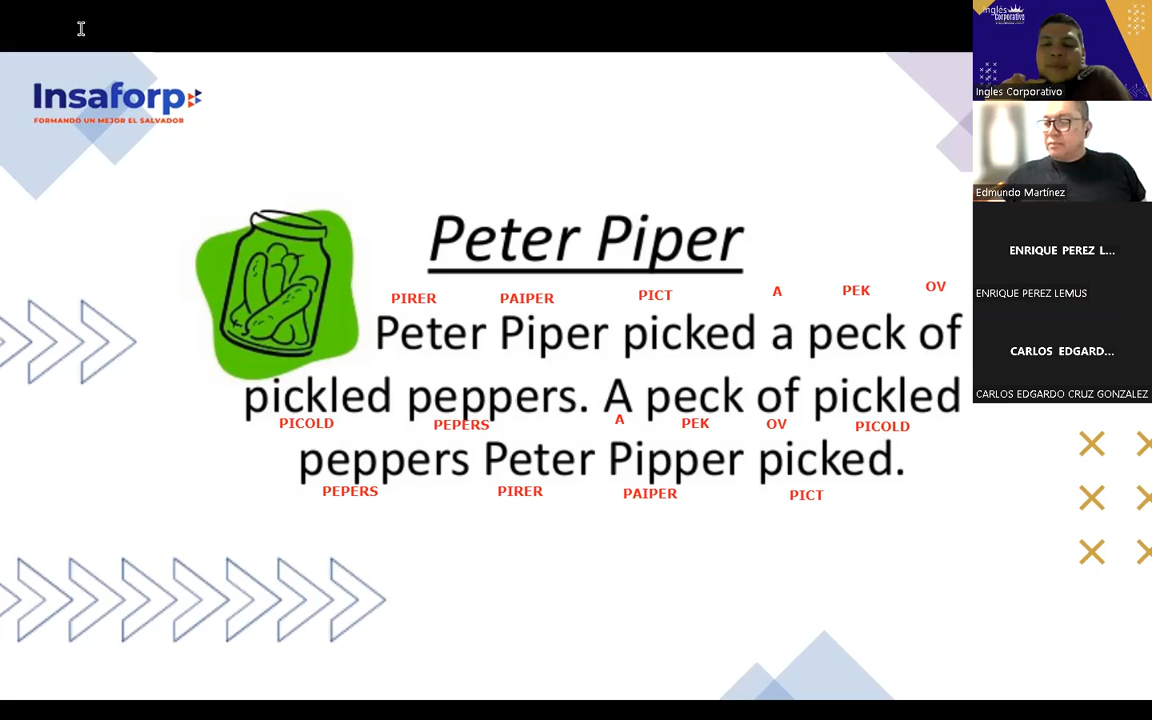 Insaforp
FORMANDO UN MEJOR EL SALVADOR
Peter Piper
PIRER PAIPER PICT A PEK OV
Peter Piper picked a peck of
pickled peppers. A peck of pickled
PICOLD PEPERS A PEK OV PICOLD
peppers Peter Pipper picked.
PEPERS PIRER PAIPER PICT
Inglés
corporativo
Ingles Corporativo
Edmundo Martínez
ENRIQUE PEREZ L...
ENRIQUE PEREZ LEMUS
CARLOS EDGARD...
CARLOS EDGARDO CRUZ GONZALEZ